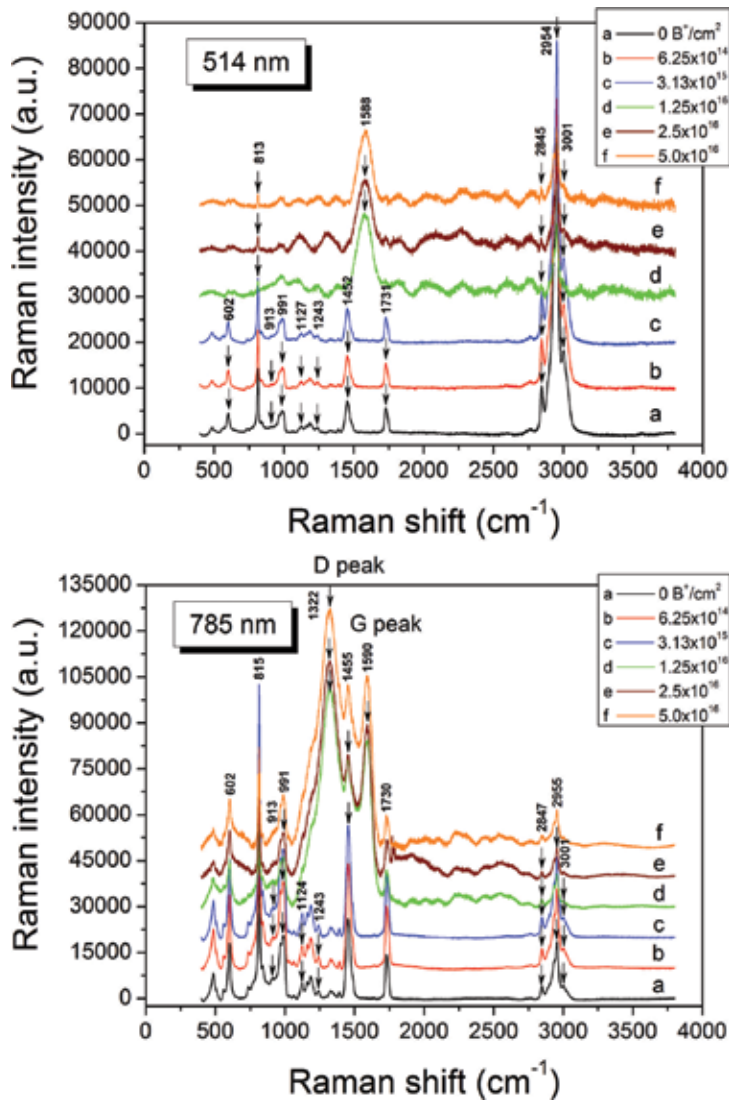 90000
80000
70000
60000
50000
40000
30000
20000
10000
0
Raman intensity (a.u.)
514 nm
602
813
913
991
1127
1243
1452
1588
1731
2845
2954
3001
a 0 B⁺/cm²
b 6.25x10¹⁴
c 3.13x10¹⁵
d 1.25x10¹⁶
e 2.5x10¹⁶
f 5.0x10¹⁶
f
e
d
c
b
a
0 500 1000 1500 2000 2500 3000 3500 4000
Raman shift (cm⁻¹)
135000
120000
105000
90000
75000
60000
45000
30000
15000
0
Raman intensity (a.u.)
785 nm
D peak
G peak
602
815
913
991
1124
1243
1322
1455
1590
1730
2847
2955
3001
a 0 B⁺/cm²
b 6.25x10¹⁴
c 3.13x10¹⁵
d 1.25x10¹⁶
e 2.5x10¹⁶
f 5.0x10¹⁶
f
e
d
c
b
a
0 500 1000 1500 2000 2500 3000 3500 4000
Raman shift (cm⁻¹)